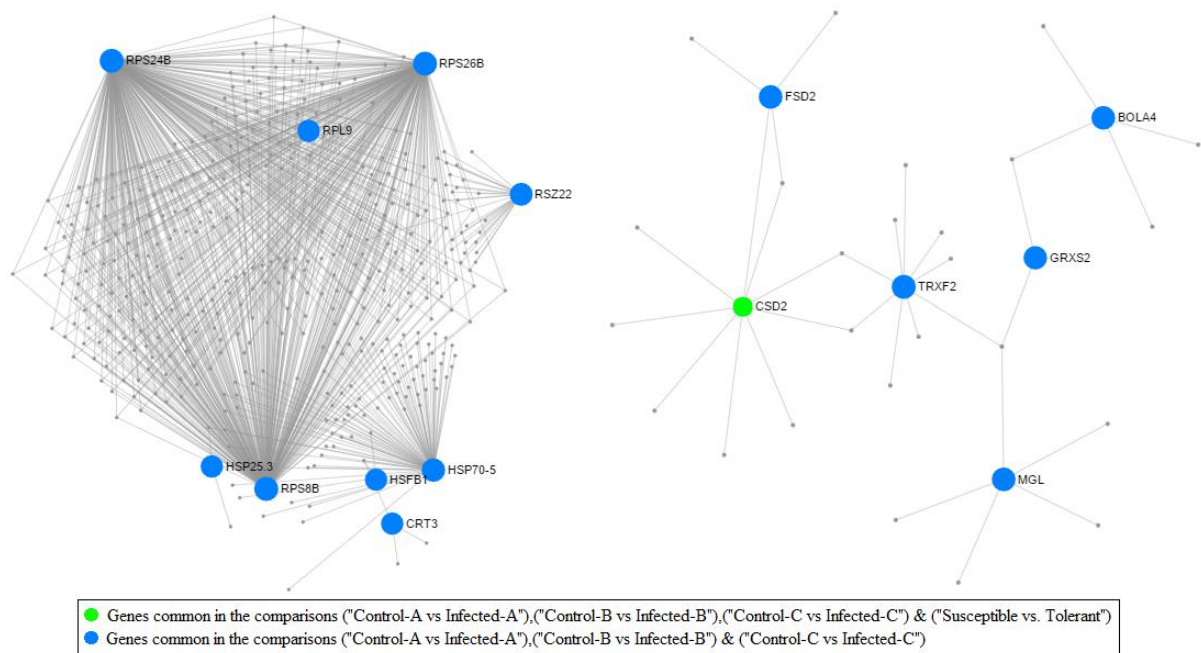 RPS24B
RPS26B
RPL9
RSZ22
HSP25.3
RPS8B
HSFB1
HSP70-5
CRT3
FSD2
BOLA4
GRXS2
TRXF2
CSD2
MGL
Genes common in the comparisons ("Control-A vs Infected-A"),("Control-B vs Infected-B"),("Control-C vs Infected-C") & ("Susceptible vs. Tolerant")
Genes common in the comparisons ("Control-A vs Infected-A"),("Control-B vs Infected-B") & ("Control-C vs Infected-C")